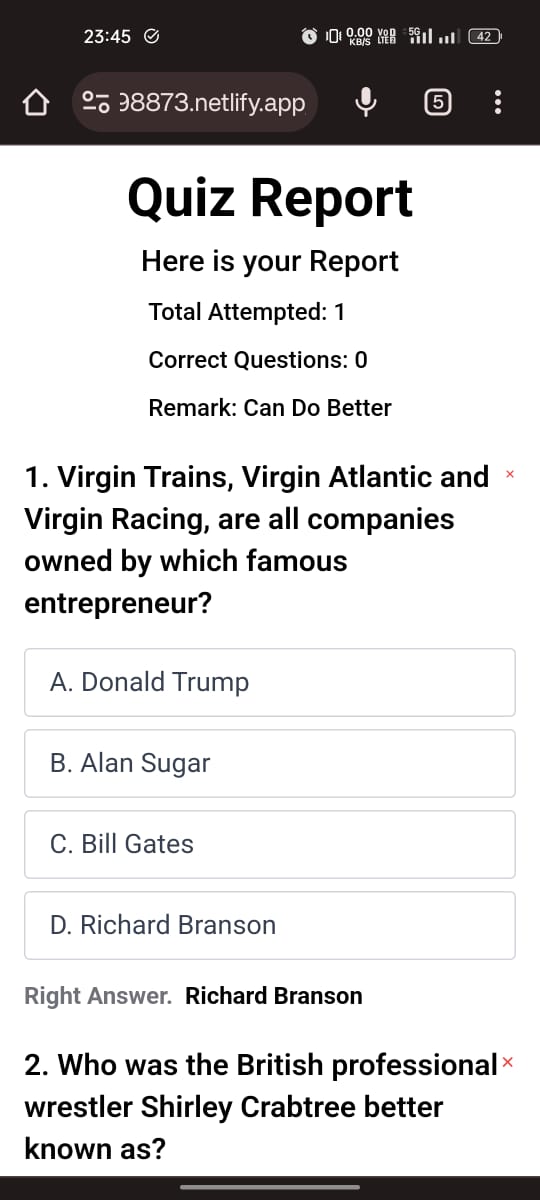 23:45
0.00 KB/S VoD LTE2 5G 42
98873.netlify.app
5
Quiz Report
Here is your Report
Total Attempted: 1
Correct Questions: 0
Remark: Can Do Better
1. Virgin Trains, Virgin Atlantic and
Virgin Racing, are all companies
owned by which famous
entrepreneur?
A. Donald Trump
B. Alan Sugar
C. Bill Gates
D. Richard Branson
Right Answer. Richard Branson
2. Who was the British professional
wrestler Shirley Crabtree better
known as?